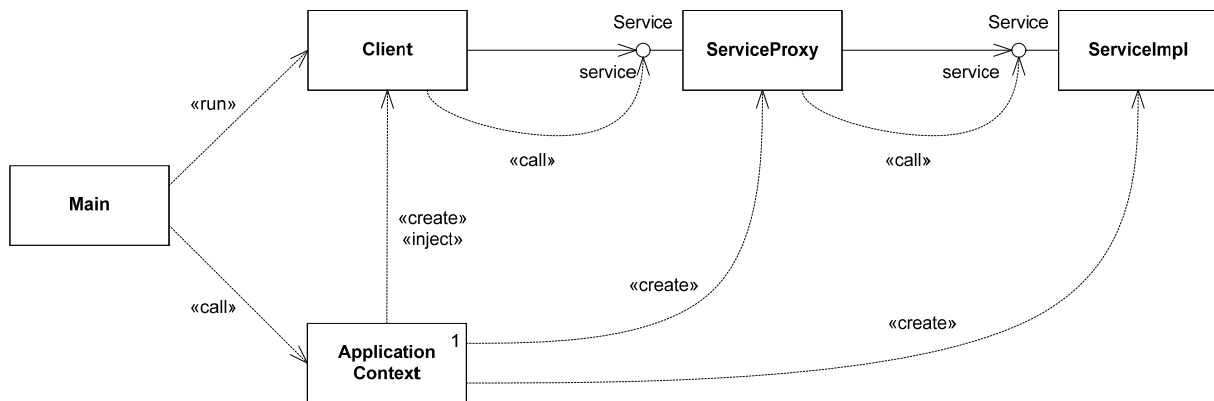 Service
Service
Client
ServiceProxy
ServiceImpl
service
service
«run»
«call»
«call»
Main
«create»
«inject»
«create»
«call»
«create»
1
Application
Context